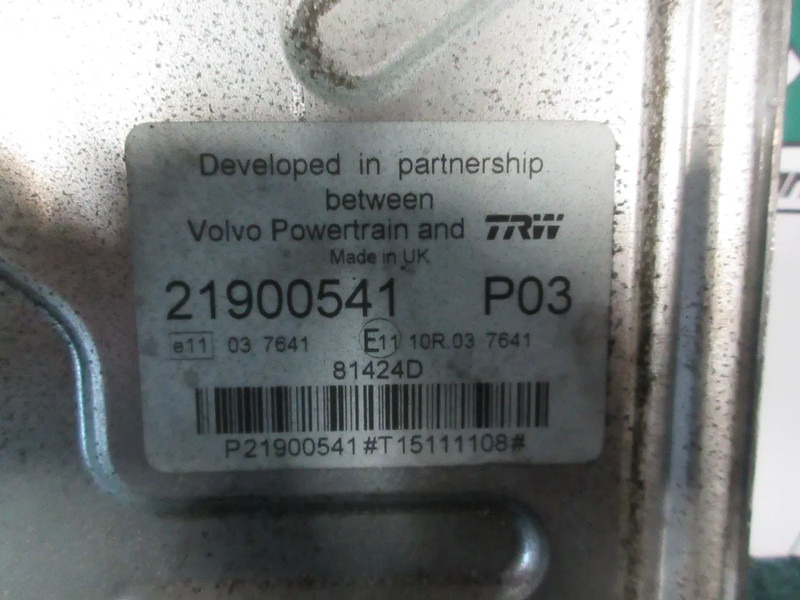 Developed in partnership
between
Volvo Powertrain and TRW
Made in UK
21900541 P03
e11 03 7641 E11 10R.03 7641
81424D
P21900541#T15111108#